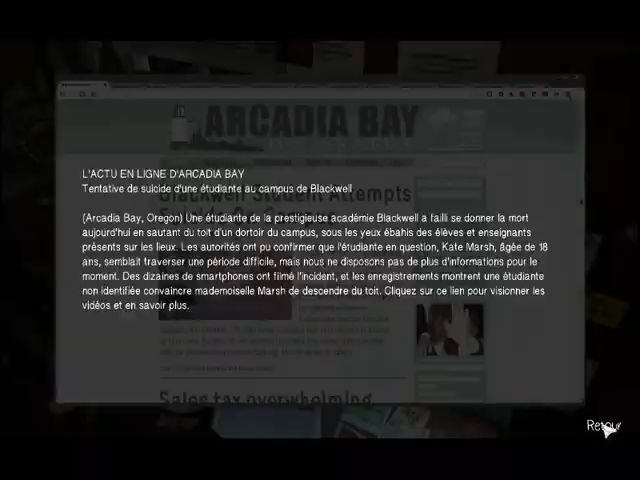 ARCADIA BAY
L'ACTU EN LIGNE D'ARCADIA BAY
Tentative de suicide d'une étudiante au campus de Blackwell
Blackwell Student Attempts
(Arcadia Bay, Oregon) Une étudiante de la prestigieuse académie Blackwell a failli se donner la mort
aujourd'hui en sautant du toit d'un dortoir du campus, sous les yeux ébahis des élèves et enseignants
présents sur les lieux. Les autorités ont pu confirmer que l'étudiante en question, Kate Marsh, âgée de 18
ans, semblait traverser une période difficile, mais nous ne disposons pas de plus d'informations pour le
moment. Des dizaines de smartphones ont filmé l'incident, et les enregistrements montrent une étudiante
non identifiée convaincre mademoiselle Marsh de descendre du toit. Cliquez sur ce lien pour visionner les
vidéos et en savoir plus.
Sales tax overwhelming
Retour